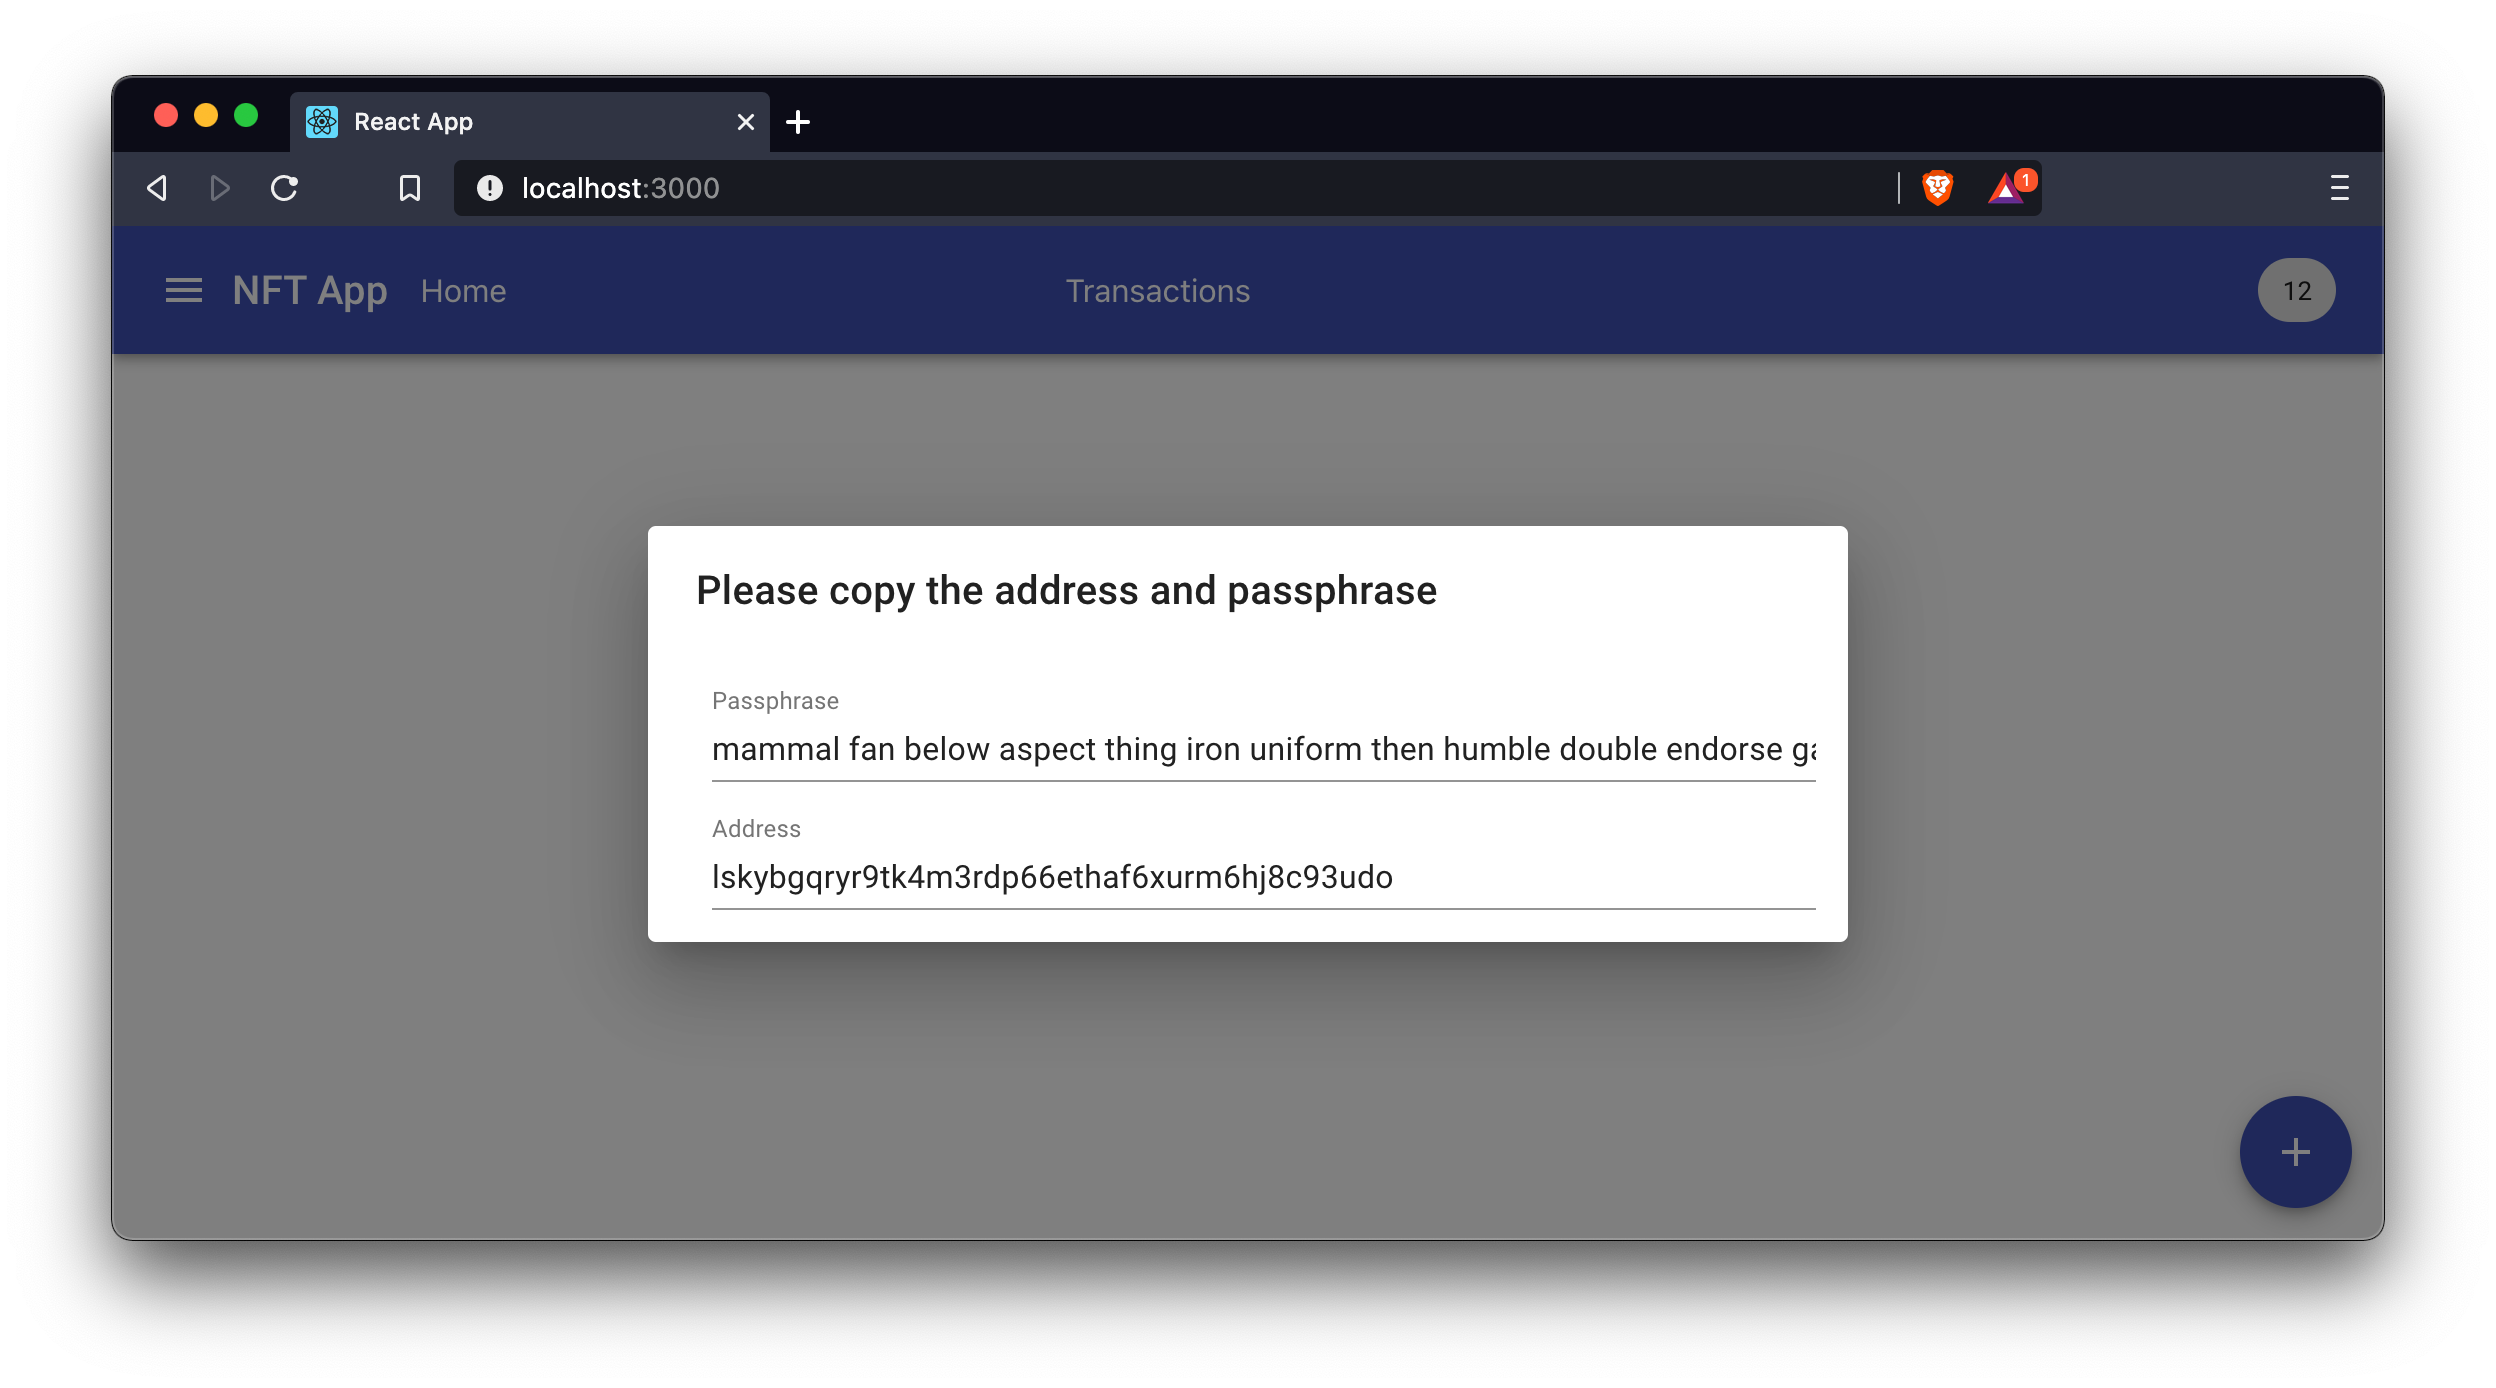 React App
localhost:3000
1
NFT App Home Transactions 12
Please copy the address and passphrase
Passphrase
mammal fan below aspect thing iron uniform then humble double endorse
Address
lskybgqryr9tk4m3rdp66ethaf6xurm6hj8c93udo